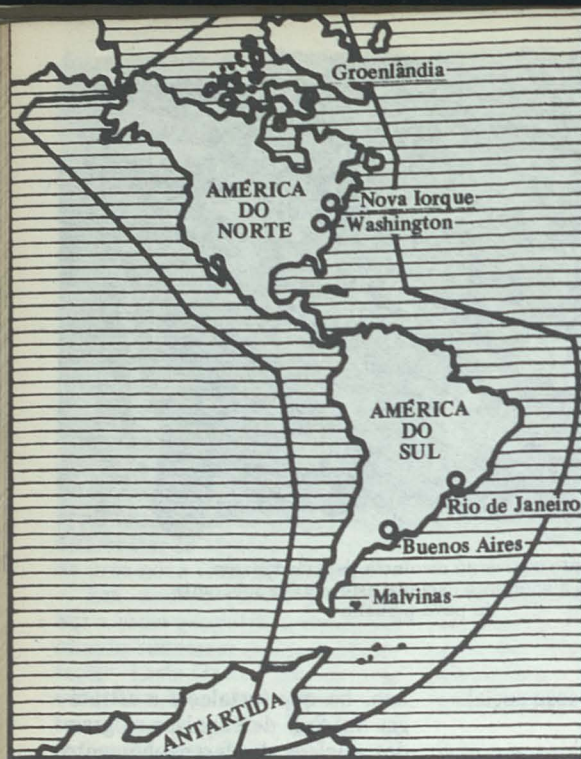 Groenlândia
AMÉRICA
DO
NORTE
Nova Iorque
Washington
AMÉRICA
DO
SUL
Rio de Janeiro
Buenos Aires
Malvinas
ANTÁRTIDA